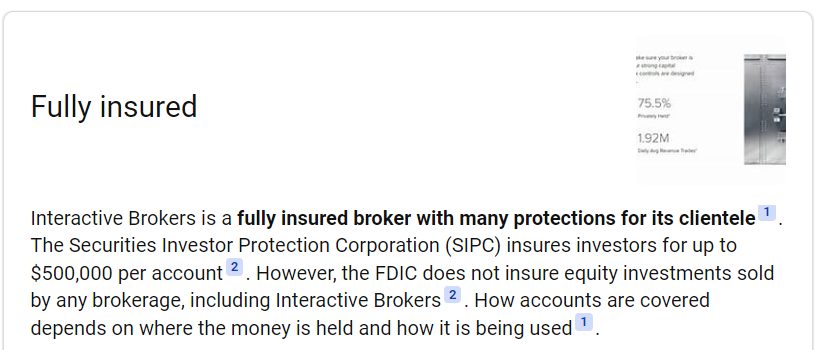 ake sure your broker is
r strong capital
controls are designed
75.5%
Privately Held*
1.92M
Daily Avg Revenue Trades*
Fully insured
Interactive Brokers is a fully insured broker with many protections for its clientele 1 .
The Securities Investor Protection Corporation (SIPC) insures investors for up to
$500,000 per account 2 . However, the FDIC does not insure equity investments sold
by any brokerage, including Interactive Brokers 2 . How accounts are covered
depends on where the money is held and how it is being used 1 .